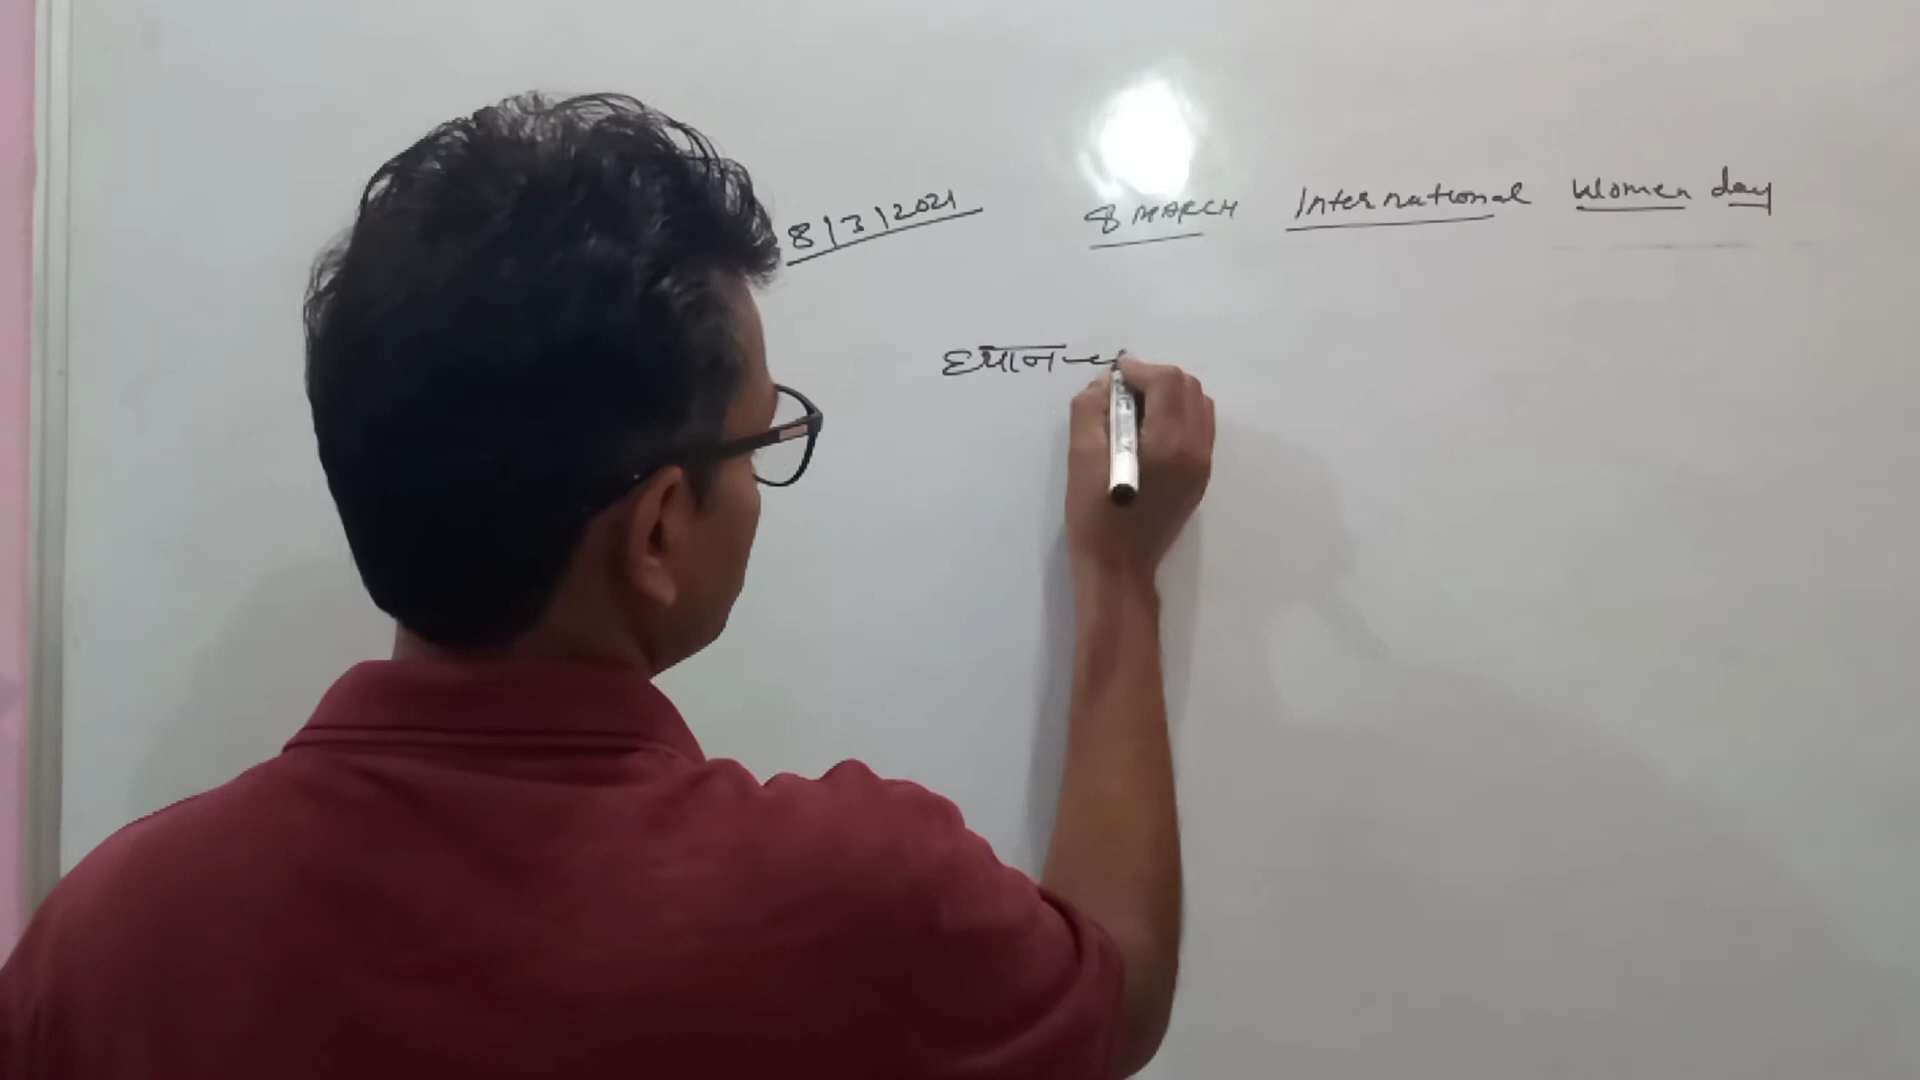 8/3/2021 8 MARCH International Women day
ध्यान